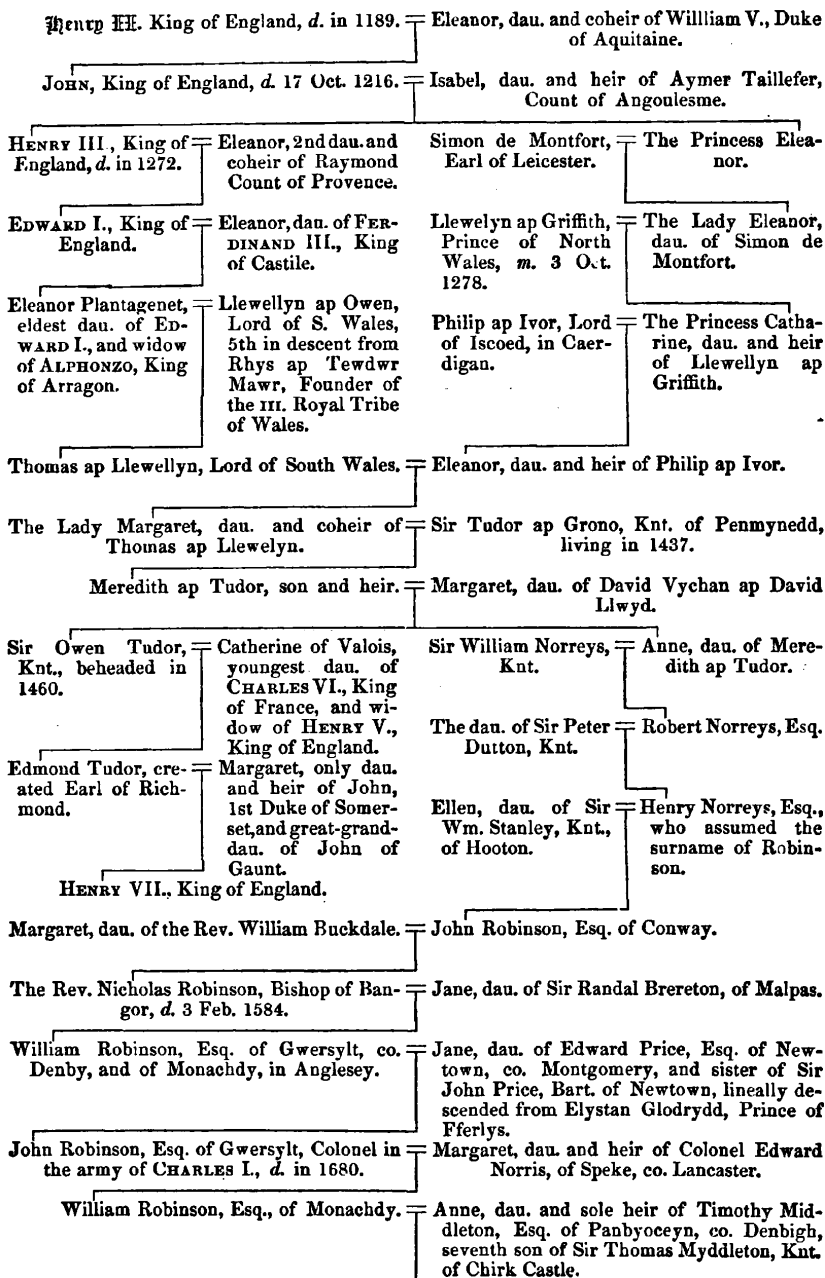 Henry II. King of England, d. in 1189. = Eleanor, dau. and coheir of Willliam V., Duke
of Aquitaine.
JOHN, King of England, d. 17 Oct. 1216. = Isabel, dau. and heir of Aymer Taillefer,
Count of Angoulesme.
HENRY III., King of
England, d. in 1272.
= Eleanor, 2nd dau. and
coheir of Raymond
Count of Provence.
Simon de Montfort,
Earl of Leicester.
= The Princess Elea-
nor.
EDWARD I., King of
England.
= Eleanor, dau. of FER-
DINAND III., King
of Castile.
Llewelyn ap Griffith,
Prince of North
Wales, m. 3 Oct.
1278.
= The Lady Eleanor,
dau. of Simon de
Montfort.
Eleanor Plantagenet,
eldest dau. of ED-
WARD I., and widow
of ALPHONZO, King
of Arragon.
= Llewellyn ap Owen,
Lord of S. Wales,
5th in descent from
Rhys ap Tewdwr
Mawr, Founder of
the III. Royal Tribe
of Wales.
Philip ap Ivor, Lord
of Iscoed, in Caer-
digan.
= The Princess Catha-
rine, dau. and heir
of Llewellyn ap
Griffith.
Thomas ap Llewellyn, Lord of South Wales. = Eleanor, dau. and heir of Philip ap Ivor.
The Lady Margaret, dau. and coheir of
Thomas ap Llewelyn.
= Sir Tudor ap Grono, Knt. of Penmynedd,
living in 1437.
Meredith ap Tudor, son and heir. = Margaret, dau. of David Vychan ap David
Llwyd.
Sir Owen Tudor,
Knt., beheaded in
1460.
= Catherine of Valois,
youngest dau. of
CHARLES VI., King
of France, and wi-
dow of HENRY V.,
King of England.
Sir William Norreys,
Knt.
= Anne, dau. of Mere-
dith ap Tudor.
The dau. of Sir Peter
Dutton, Knt.
= Robert Norreys, Esq.
Edmond Tudor, cre-
ated Earl of Rich-
mond.
= Margaret, only dau.
and heir of John,
1st Duke of Somer-
set, and great-grand-
dau. of John of
Gaunt.
Ellen, dau. of Sir
Wm. Stanley, Knt.,
of Hooton.
= Henry Norreys, Esq.,
who assumed the
surname of Robin-
son.
HENRY VII., King of England.
Margaret, dau. of the Rev. William Buckdale. = John Robinson, Esq. of Conway.
The Rev. Nicholas Robinson, Bishop of Ban-
gor, d. 3 Feb. 1584.
= Jane, dau. of Sir Randal Brereton, of Malpas.
William Robinson, Esq. of Gwersylt, co.
Denby, and of Monachdy, in Anglesey.
= Jane, dau. of Edward Price, Esq. of New-
town, co. Montgomery, and sister of Sir
John Price, Bart. of Newtown, lineally de-
scended from Elystan Glodrydd, Prince of
Fferlys.
John Robinson, Esq. of Gwersylt, Colonel in
the army of CHARLES I., d. in 1680.
= Margaret, dau. and heir of Colonel Edward
Norris, of Speke, co. Lancaster.
William Robinson, Esq., of Monachdy. = Anne, dau. and sole heir of Timothy Mid-
dleton, Esq. of Panbyoceyn, co. Denbigh,
seventh son of Sir Thomas Myddleton, Knt.
of Chirk Castle.